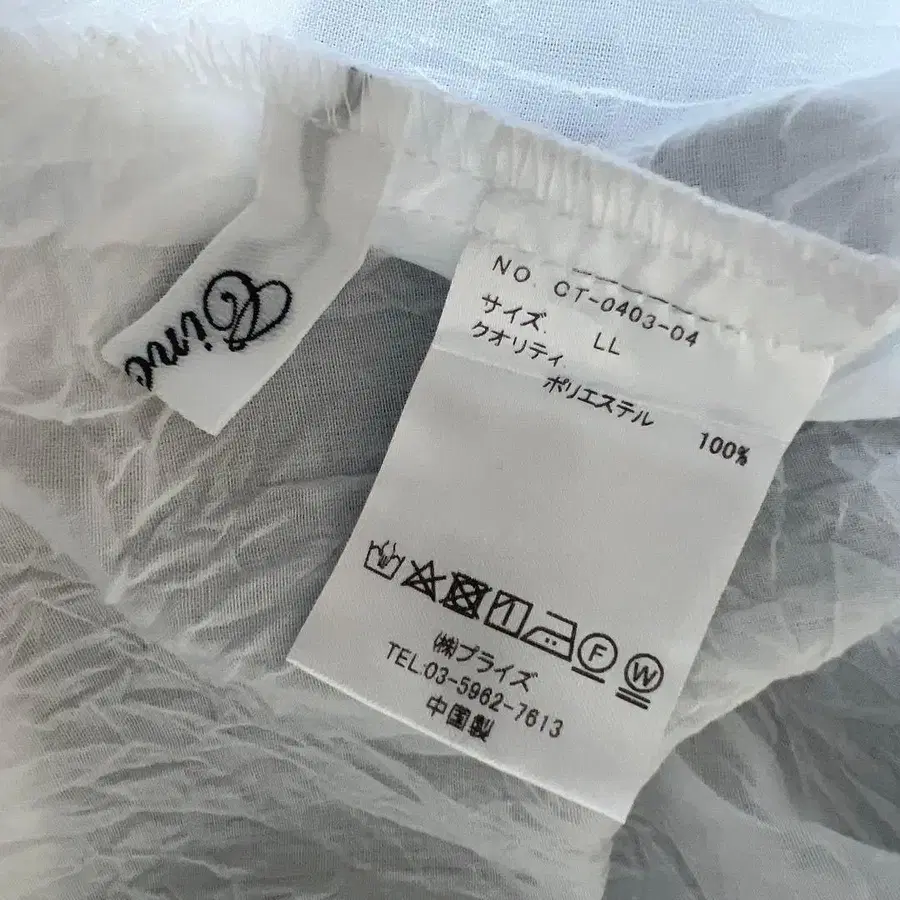 NO. CT-0403-04
サイズ. LL
クオリティ.
ポリエステル 100%
F W
㈱プライズ
TEL.03-5962-7613
中国製